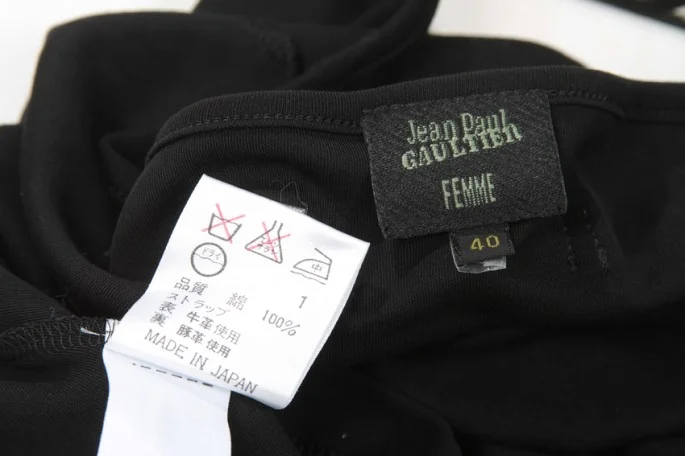 Jean Paul
GAULTIER
FEMME
40
ドライ
中
品質 綿 1
ストラップ 100%
表 牛革使用
裏 豚革使用
MADE IN JAPAN